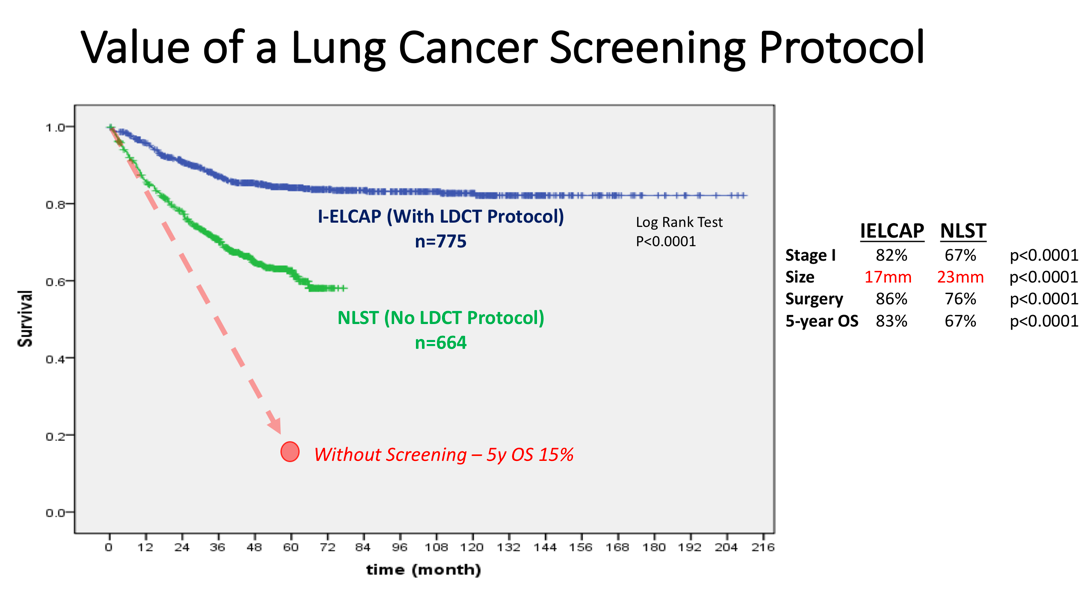 Value of a Lung Cancer Screening Protocol
1.0
0.8
0.6
0.4
0.2
0.0
Survival
I-ELCAP (With LDCT Protocol)
n=775
Log Rank Test
P<0.0001
NLST (No LDCT Protocol)
n=664
Without Screening – 5y OS 15%
0 12 24 36 48 60 72 84 96 108 120 132 144 156 168 180 192 204 216
time (month)
IELCAP NLST
Stage I 82% 67% p<0.0001
Size 17mm 23mm p<0.0001
Surgery 86% 76% p<0.0001
5-year OS 83% 67% p<0.0001